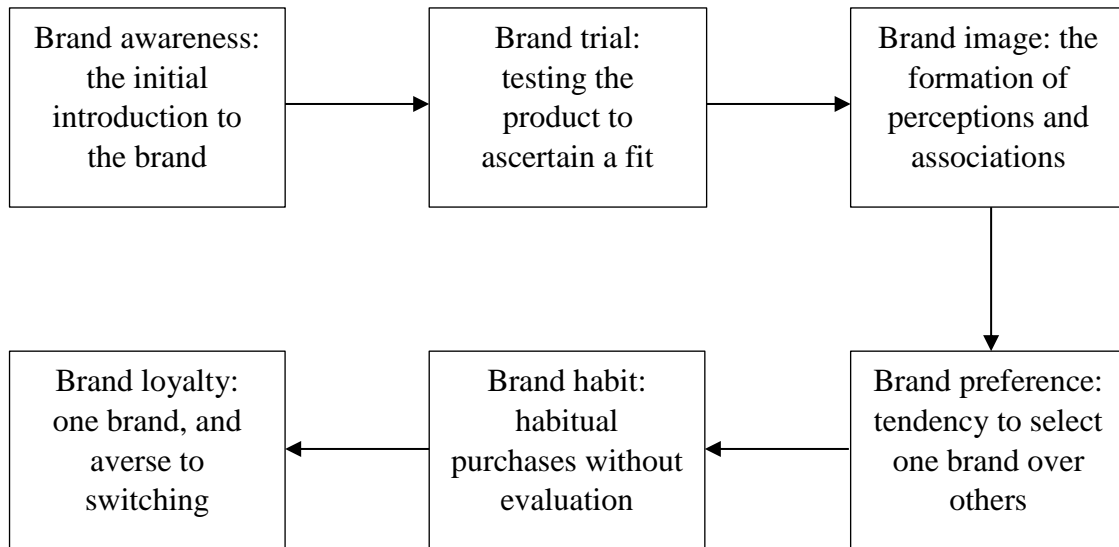 Brand awareness:
the initial
introduction to
the brand
Brand trial:
testing the
product to
ascertain a fit
Brand image: the
formation of
perceptions and
associations
Brand preference:
tendency to select
one brand over
others
Brand habit:
habitual
purchases without
evaluation
Brand loyalty:
one brand, and
averse to
switching